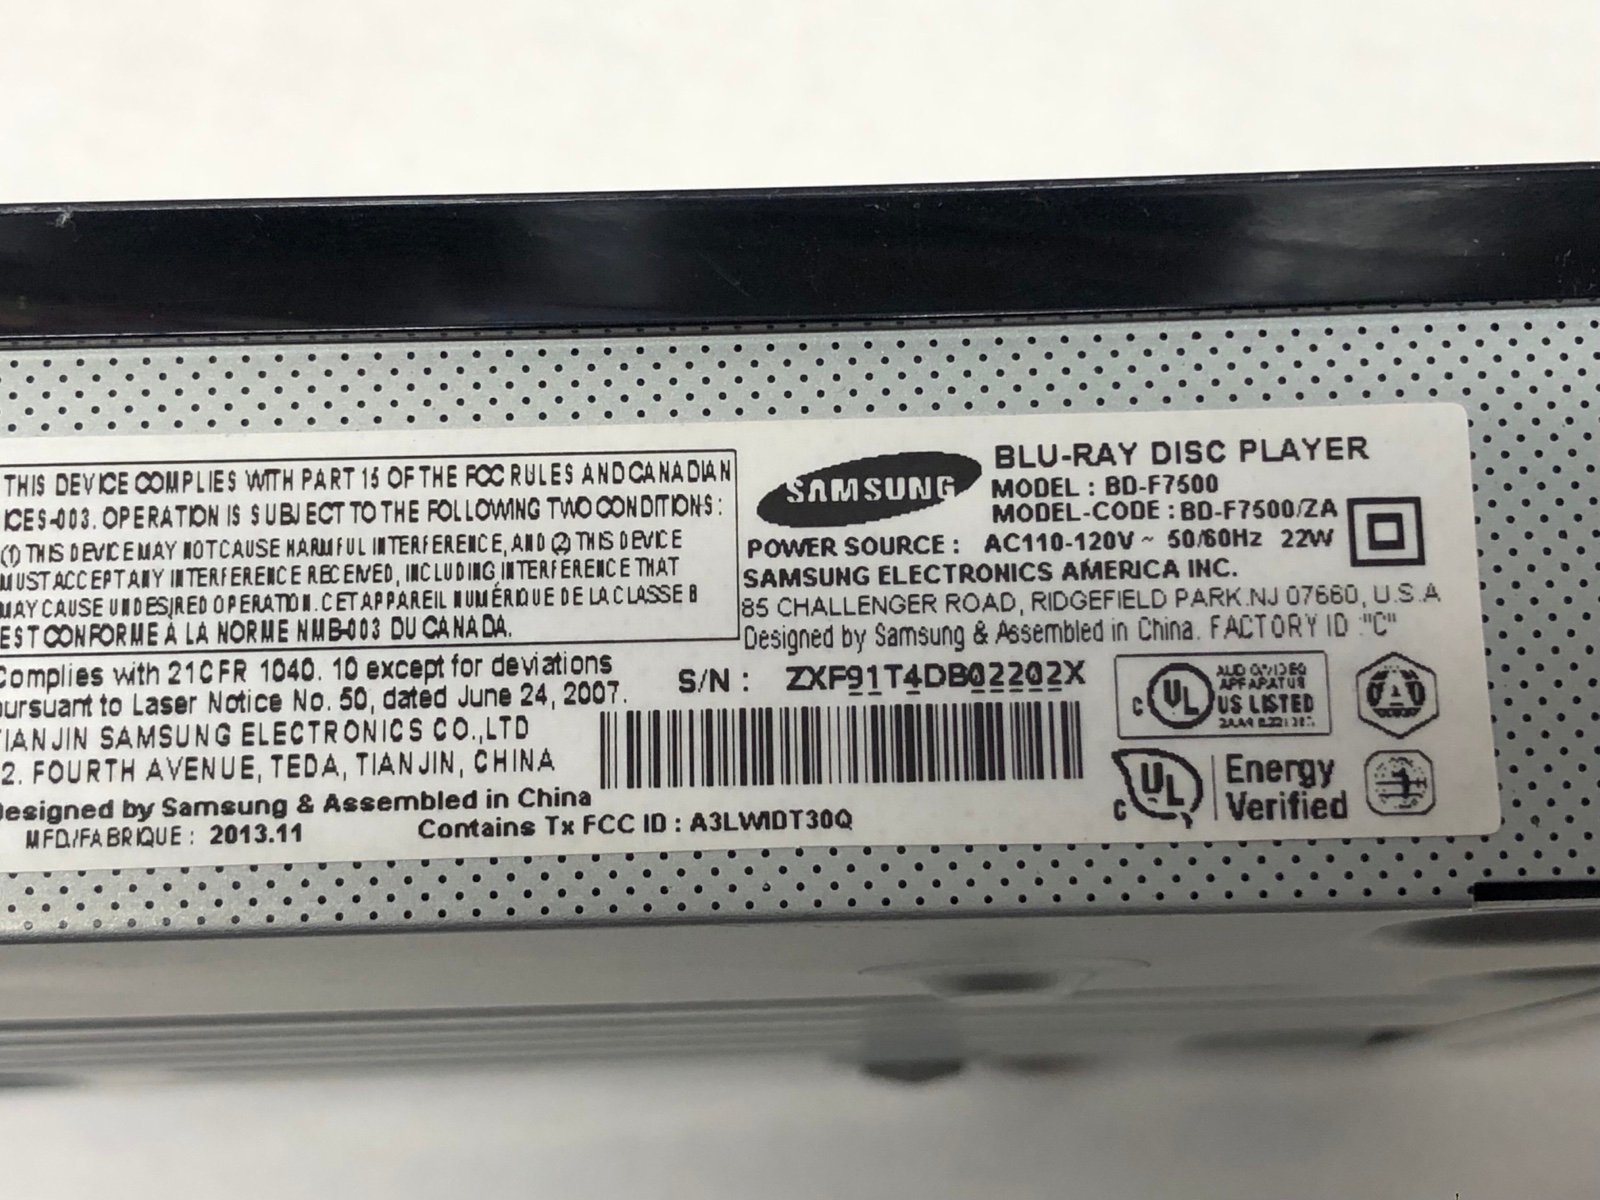 THIS DEVICE COMPLIES WITH PART 15 OF THE FCC RULES AND CANADIAN
ICES-003. OPERATION IS SUBJECT TO THE FOLLOWING TWO CONDITIONS:
(1) THIS DEVICE MAY NOT CAUSE HARMFUL INTERFERENCE, AND (2) THIS DEVICE
MUST ACCEPT ANY INTERFERENCE RECEIVED, INCLUDING INTERFERENCE THAT
MAY CAUSE UNDESIRED OPERATION. CET APPAREIL NUMÉRIQUE DE LA CLASSE B
EST CONFORME À LA NORME NMB-003 DU CANADA.
Complies with 21CFR 1040. 10 except for deviations
pursuant to Laser Notice No. 50, dated June 24, 2007.
TIANJIN SAMSUNG ELECTRONICS CO.,LTD
2. FOURTH AVENUE, TEDA, TIANJIN, CHINA
Designed by Samsung & Assembled in China
MFD./FABRIQUE : 2013.11
Contains Tx FCC ID : A3LWIDT30Q
SAMSUNG
BLU-RAY DISC PLAYER
MODEL : BD-F7500
MODEL-CODE : BD-F7500/ZA
POWER SOURCE : AC110-120V ~ 50/60Hz 22W
SAMSUNG ELECTRONICS AMERICA INC.
85 CHALLENGER ROAD, RIDGEFIELD PARK.NJ 07660, U.S.A
Designed by Samsung & Assembled in China. FACTORY ID :"C"
S/N : ZXF91T4DB02202X
C UL
AUDIO/VIDEO
APPARATUS
US LISTED
C UL
Energy
Verified